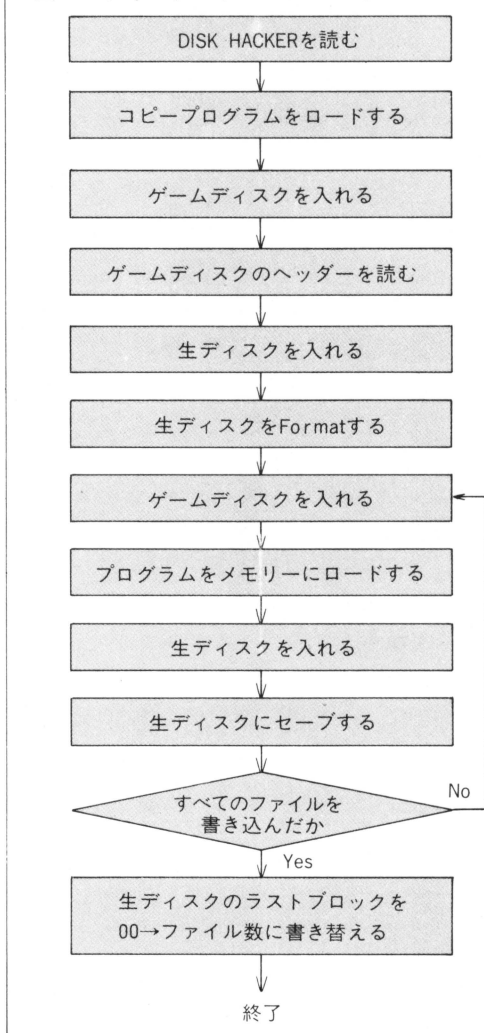 DISK HACKERを読む
コピープログラムをロードする
ゲームディスクを入れる
ゲームディスクのヘッダーを読む
生ディスクを入れる
生ディスクをFormatする
ゲームディスクを入れる
プログラムをメモリーにロードする
生ディスクを入れる
生ディスクにセーブする
すべてのファイルを
書き込んだか
No
Yes
生ディスクのラストブロックを
00→ファイル数に書き替える
終了